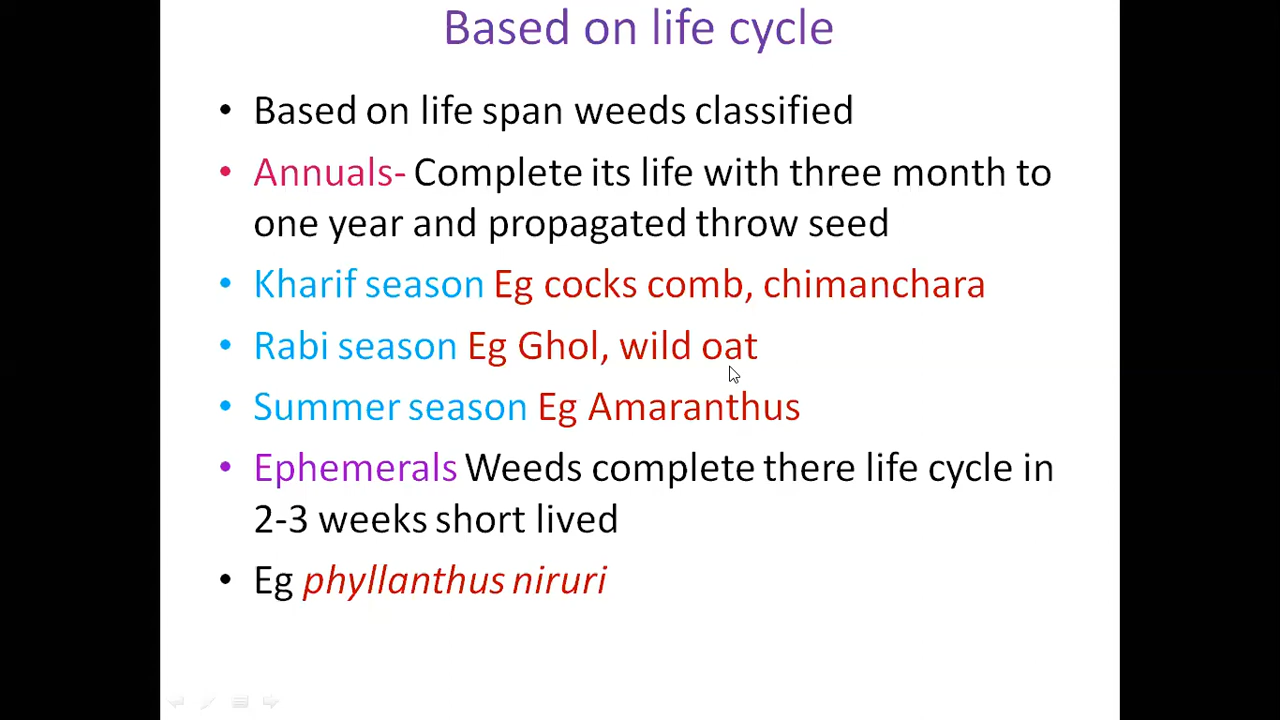 Based on life cycle
• Based on life span weeds classified
• Annuals- Complete its life with three month to
one year and propagated throw seed
• Kharif season Eg cocks comb, chimanchara
• Rabi season Eg Ghol, wild oat
• Summer season Eg Amaranthus
• Ephemerals Weeds complete there life cycle in
2-3 weeks short lived
• Eg phyllanthus niruri